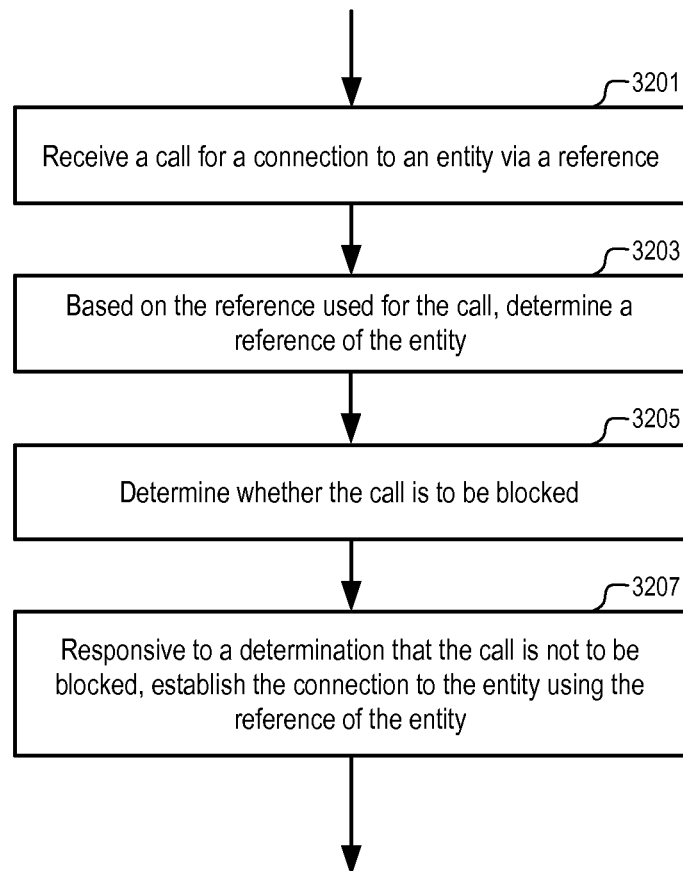 3201
Receive a call for a connection to an entity via a reference
3203
Based on the reference used for the call, determine a
reference of the entity
3205
Determine whether the call is to be blocked
3207
Responsive to a determination that the call is not to be
blocked, establish the connection to the entity using the
reference of the entity